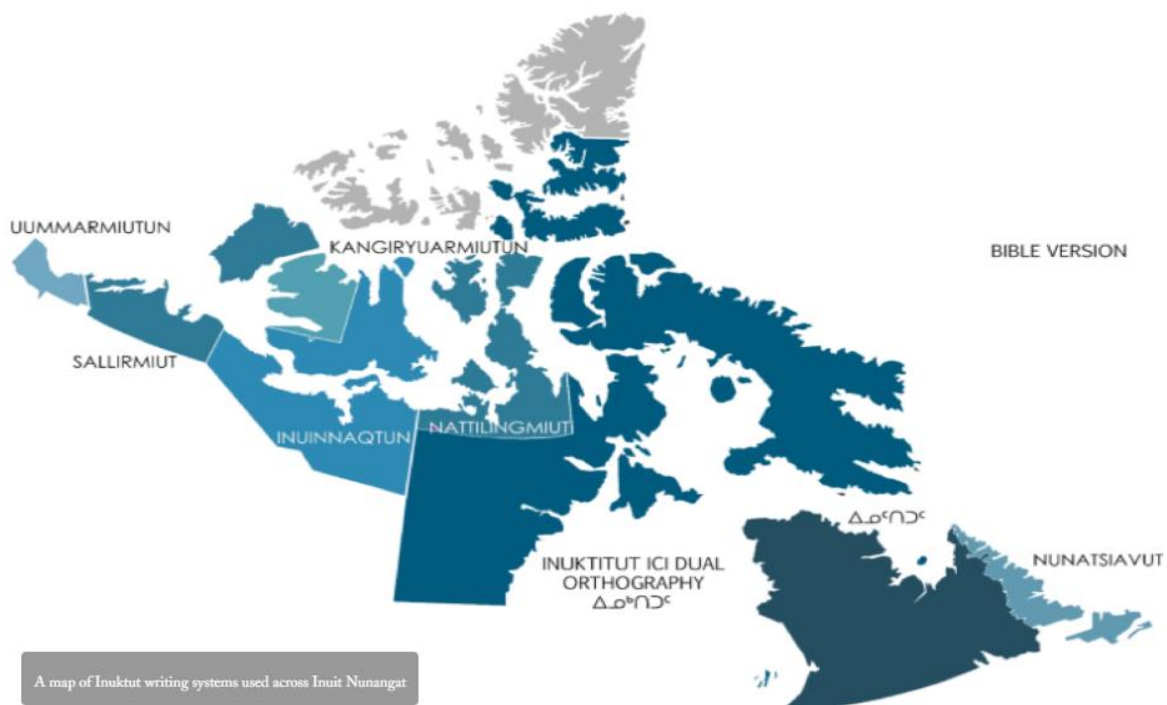 UUMMARMIUTUN
KANGIRYUARMIUTUN
BIBLE VERSION
SALLIRMIUT
INUINNAQTUN
NATTILINGMIUT
ᐃᓄᑦᑎᑐᑦ
INUKTITUT ICI DUAL
ORTHOGRAPHY
ᐃᓄᒃᑎᑐᑦ
NUNATSIAVUT
A map of Inuktut writing systems used across Inuit Nunangat